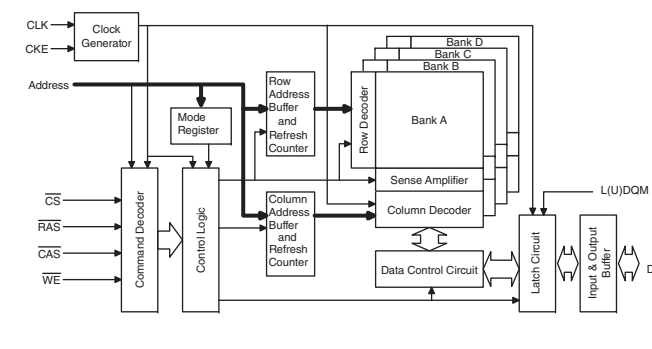 CLK
CKE
Clock
Generator
Address
Mode
Register
Row
Address
Buffer
and
Refresh
Counter
Bank D
Bank C
Bank B
Bank A
Row Decoder
Sense Amplifier
Column Decoder
CS
RAS
CAS
WE
Command Decoder
Control Logic
Column
Address
Buffer
and
Refresh
Counter
Data Control Circuit
L(U)DQM
Latch Circuit
Input & Output
Buffer